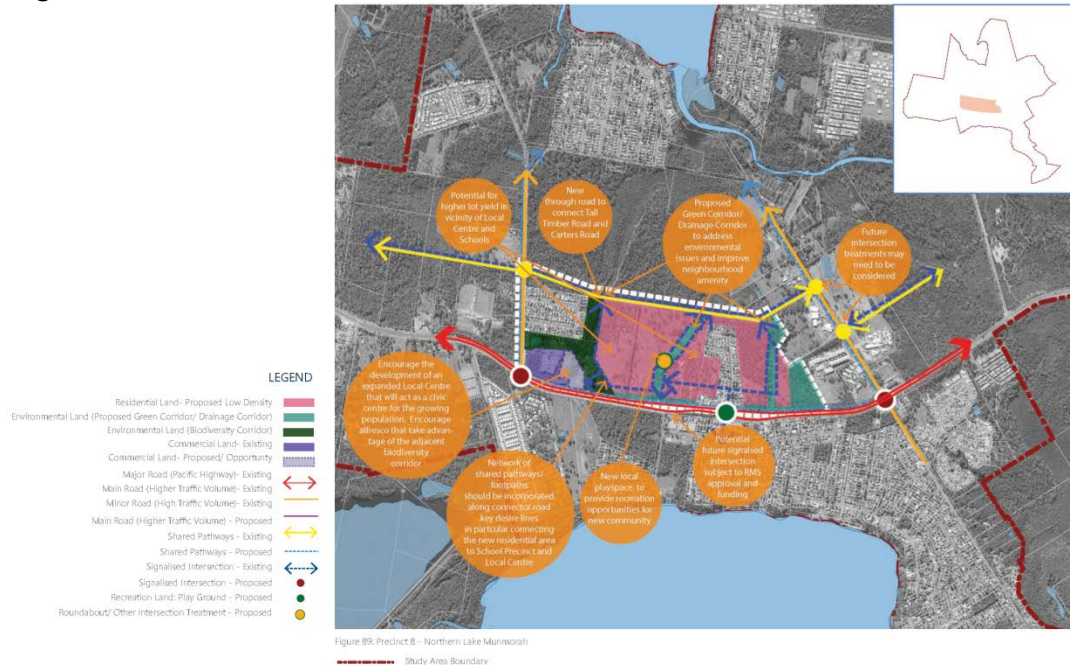 Potential for
higher lot yield in
vicinity of Local
Centre and
Schools
New
through road to
connect Tall
Timber Road and
Carters Road
Proposed
Green Corridor/
Drainage Corridor
to address
environmental
issues and improve
neighbourhood
amenity
Future
intersection
treatments may
need to be
considered
Encourage the
development of an
expanded Local Centre
that will act as a civic
centre for the growing
population. Encourage
alfresco that take advan-
tage of the adjacent
biodiversity
corridor
Network of
shared pathways/
footpaths
should be incorporated
along connector road
key desire lines
in partcular connecting
the new residential area
to School Precinct and
Local Centre
New local
playspace to
provide recreation
opportunities for
new community
Potential
future signalised
intersection
subject to RMS
approval and
funding
LEGEND
Residential Land- Proposed Low Density
Environmental Land (Proposed Green Corridor/ Drainage Corridor)
Environmental Land (Biodiversity Corridor)
Commercial Land- Existing
Commercial Land- Proposed/ Opportunity
Major Road (Pacific Highway)- Existing
Main Road (Higher Traffic Volume)- Existing
Minor Road (High Traffic Volume)- Existing
Main Road (Higher Traffic Volume) - Proposed
Shared Pathways - Existing
Shared Pathways - Proposed
Signalised Intersection - Existing
Signalised Intersection - Proposed
Recreation Land: Play Ground - Proposed
Roundabout/ Other Intersection Treatment - Proposed
Figure 89: Precinct 8 - Northern Lake Munmorah
Study Area Boundary